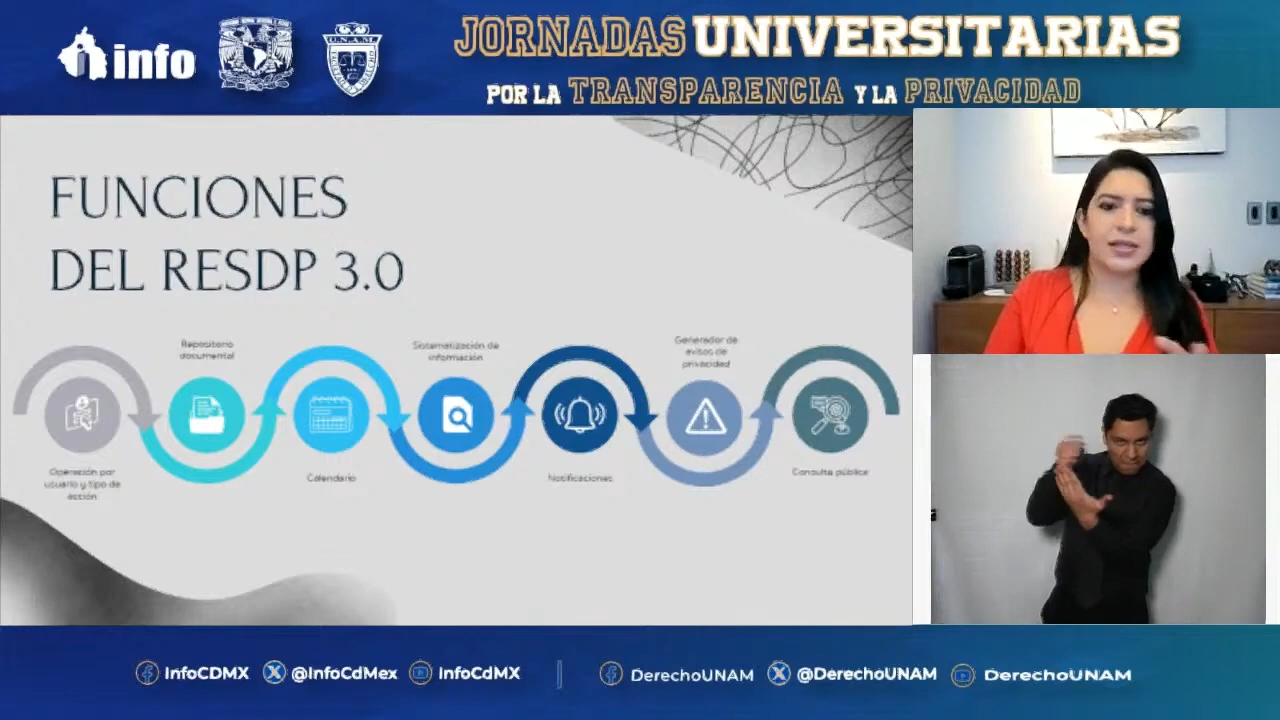 info
U.N.A.M.
JORNADAS UNIVERSITARIAS
POR LA TRANSPARENCIA Y LA PRIVACIDAD
FUNCIONES
DEL RESDP 3.0
Operación por
usuario y tipo de
acción
Repositorio
documental
Calendario
Sistematización de
información
Notificaciones
Generador de
avisos de
privacidad
Consulta pública
InfoCDMX
@InfoCdMex
InfoCdMX
DerechoUNAM
@DerechoUNAM
DerechoUNAM